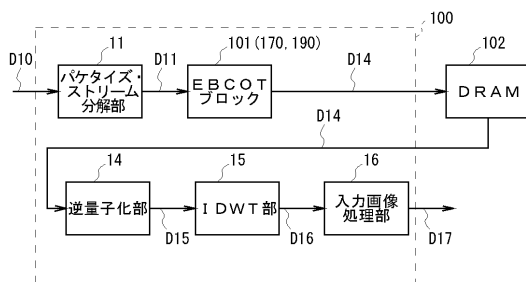 100
11
101 (170, 190)
102
D10
D11
D14
パケタイズ・
ストリーム
分解部
EBCOT
ブロック
DRAM
D14
14
15
16
逆量子化部
IDWT部
入力画像
処理部
D15
D16
D17